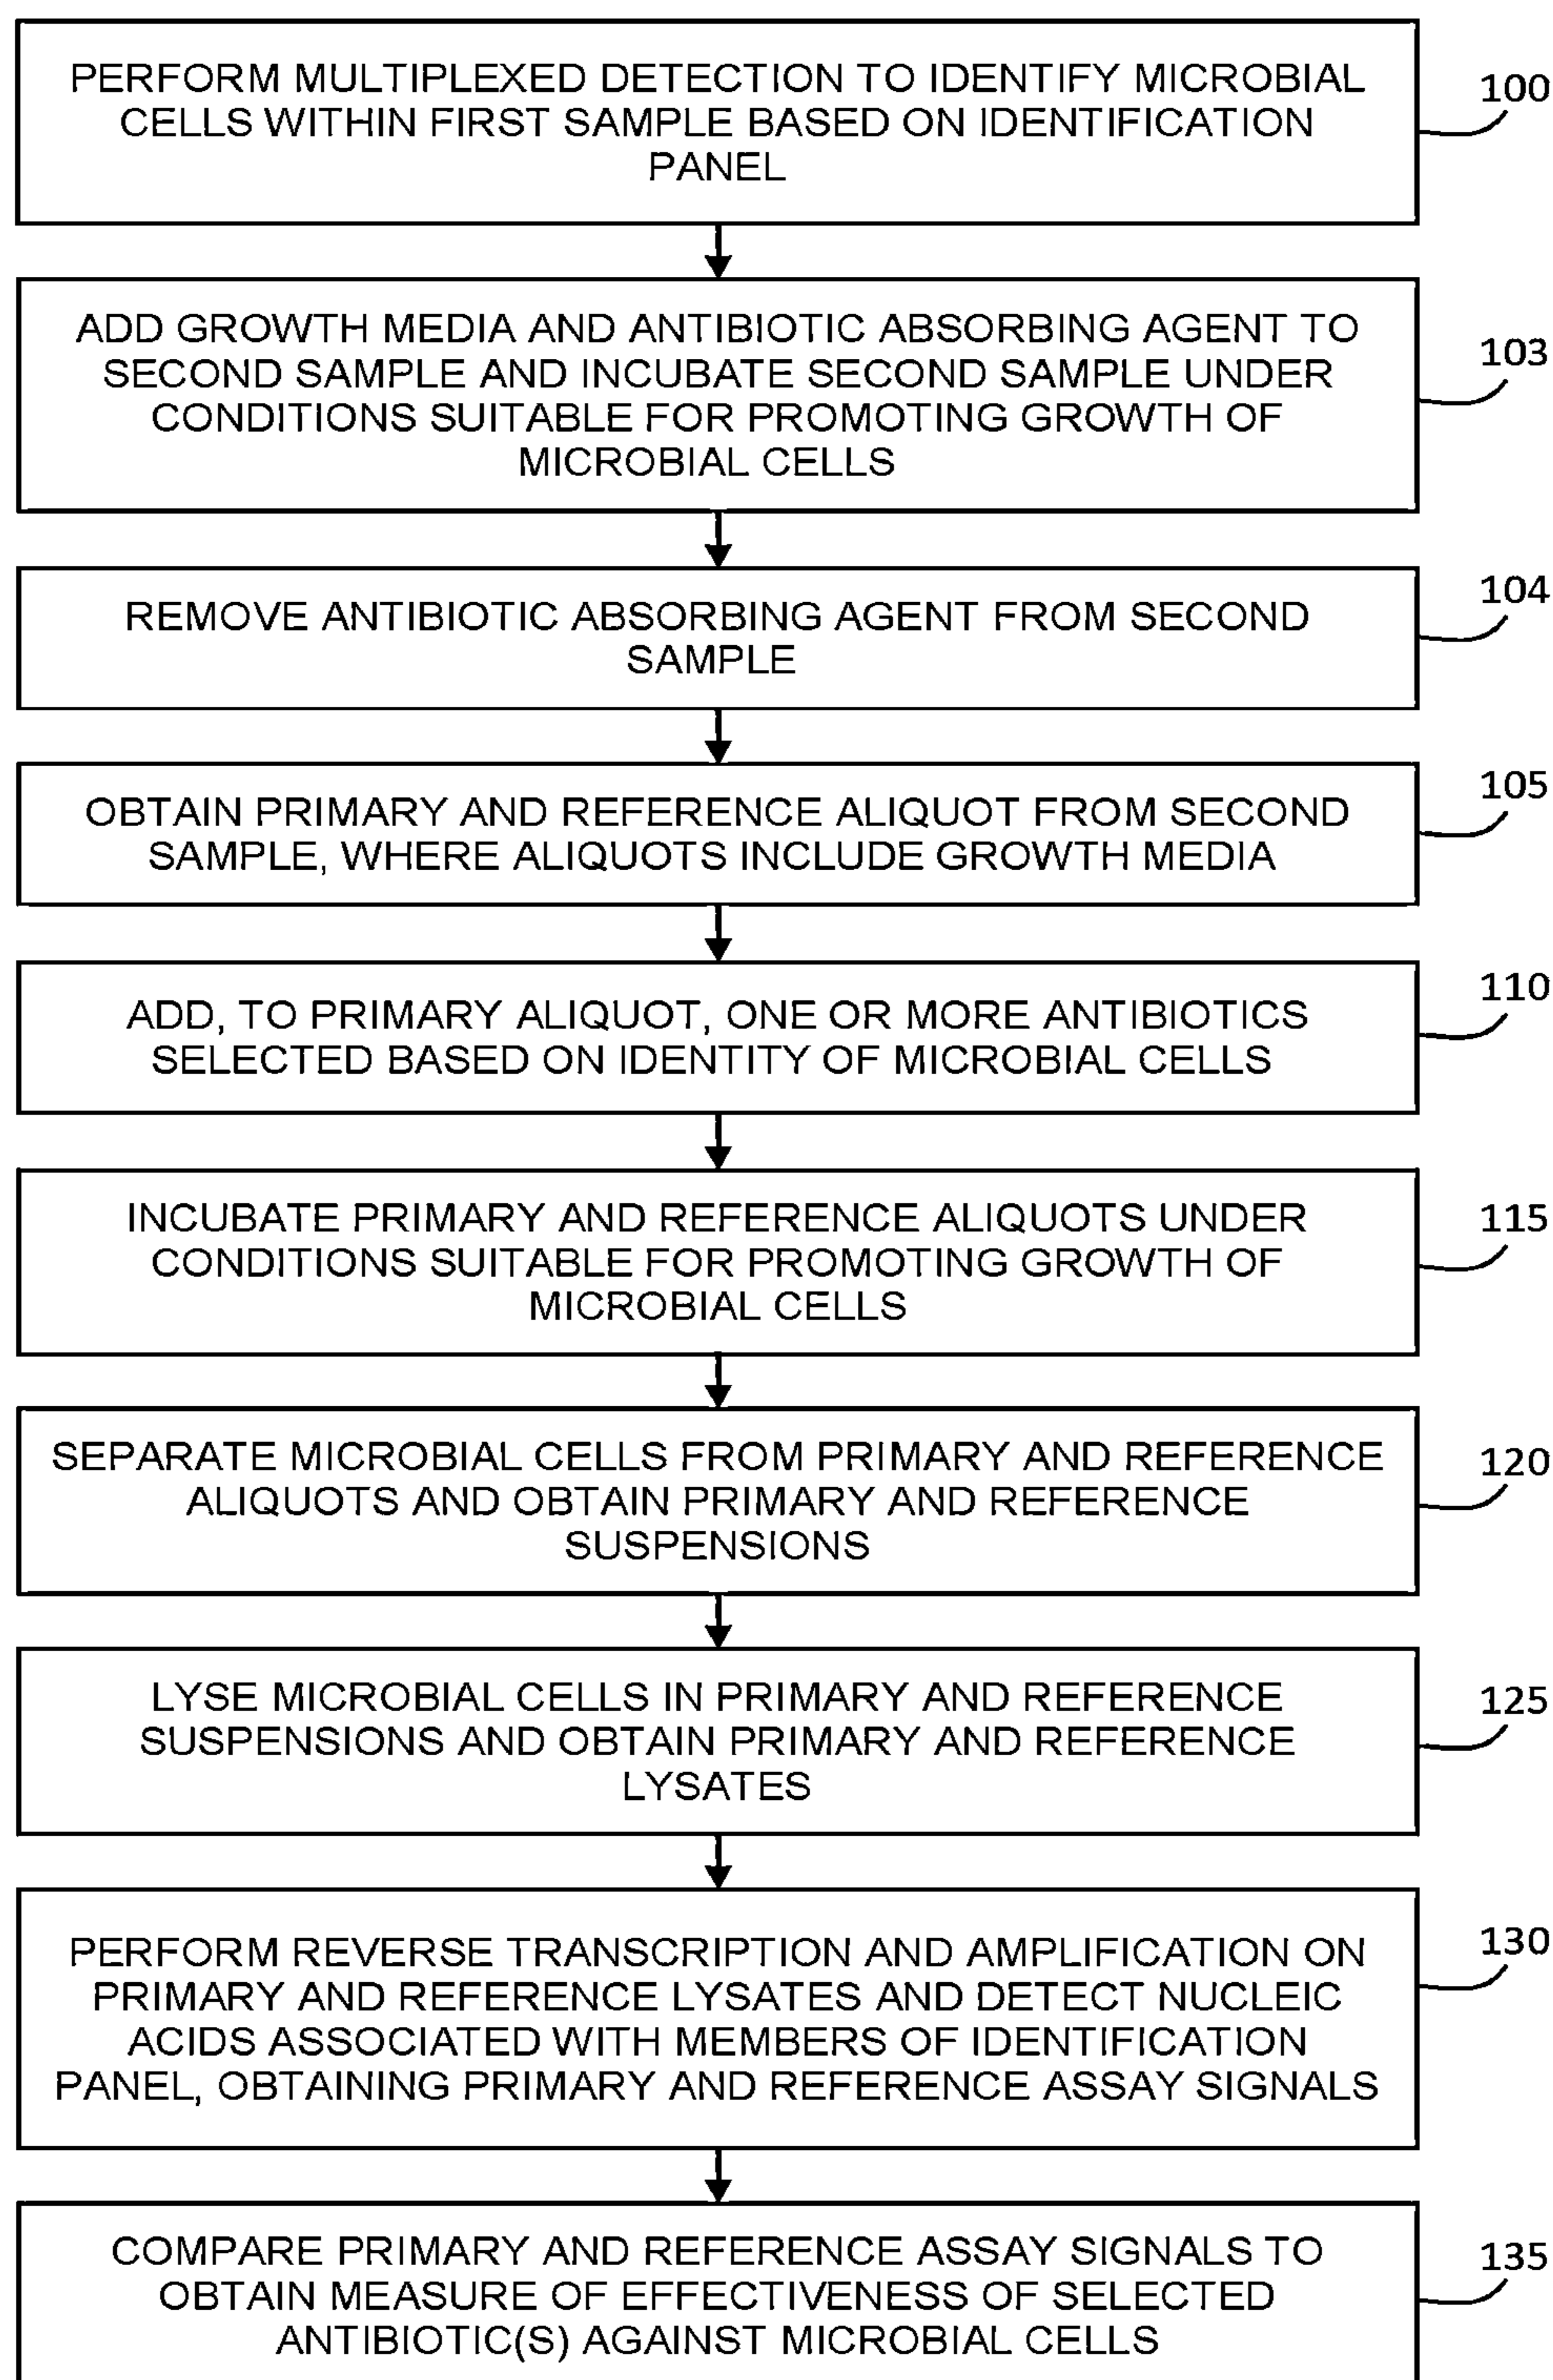 PERFORM MULTIPLEXED DETECTION TO IDENTIFY MICROBIAL
CELLS WITHIN FIRST SAMPLE BASED ON IDENTIFICATION
PANEL
100
ADD GROWTH MEDIA AND ANTIBIOTIC ABSORBING AGENT TO
SECOND SAMPLE AND INCUBATE SECOND SAMPLE UNDER
CONDITIONS SUITABLE FOR PROMOTING GROWTH OF
MICROBIAL CELLS
103
REMOVE ANTIBIOTIC ABSORBING AGENT FROM SECOND
SAMPLE
104
OBTAIN PRIMARY AND REFERENCE ALIQUOT FROM SECOND
SAMPLE, WHERE ALIQUOTS INCLUDE GROWTH MEDIA
105
ADD, TO PRIMARY ALIQUOT, ONE OR MORE ANTIBIOTICS
SELECTED BASED ON IDENTITY OF MICROBIAL CELLS
110
INCUBATE PRIMARY AND REFERENCE ALIQUOTS UNDER
CONDITIONS SUITABLE FOR PROMOTING GROWTH OF
MICROBIAL CELLS
115
SEPARATE MICROBIAL CELLS FROM PRIMARY AND REFERENCE
ALIQUOTS AND OBTAIN PRIMARY AND REFERENCE
SUSPENSIONS
120
LYSE MICROBIAL CELLS IN PRIMARY AND REFERENCE
SUSPENSIONS AND OBTAIN PRIMARY AND REFERENCE
LYSATES
125
PERFORM REVERSE TRANSCRIPTION AND AMPLIFICATION ON
PRIMARY AND REFERENCE LYSATES AND DETECT NUCLEIC
ACIDS ASSOCIATED WITH MEMBERS OF IDENTIFICATION
PANEL, OBTAINING PRIMARY AND REFERENCE ASSAY SIGNALS
130
COMPARE PRIMARY AND REFERENCE ASSAY SIGNALS TO
OBTAIN MEASURE OF EFFECTIVENESS OF SELECTED
ANTIBIOTIC(S) AGAINST MICROBIAL CELLS
135